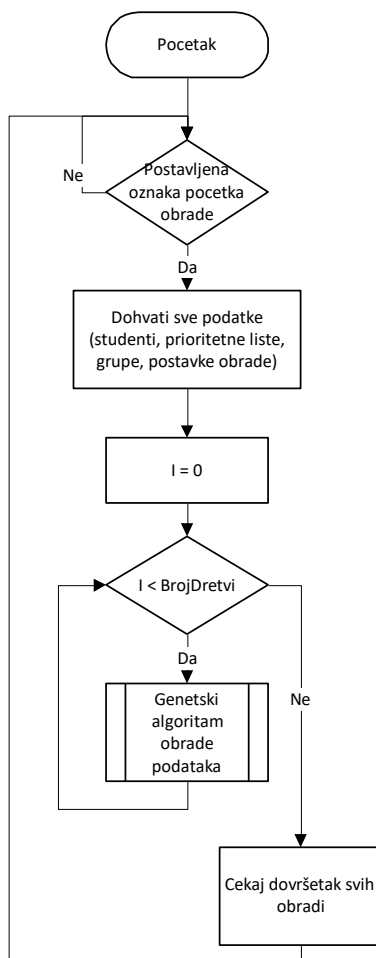 Pocetak
Postavljena
oznaka pocetka
obrade
Ne
Da
Dohvati sve podatke
(studenti, prioritetne liste,
grupe, postavke obrade)
I = 0
I < BrojDretvi
Da
Ne
Genetski
algoritam
obrade
podataka
Cekaj dovršetak svih
obradi